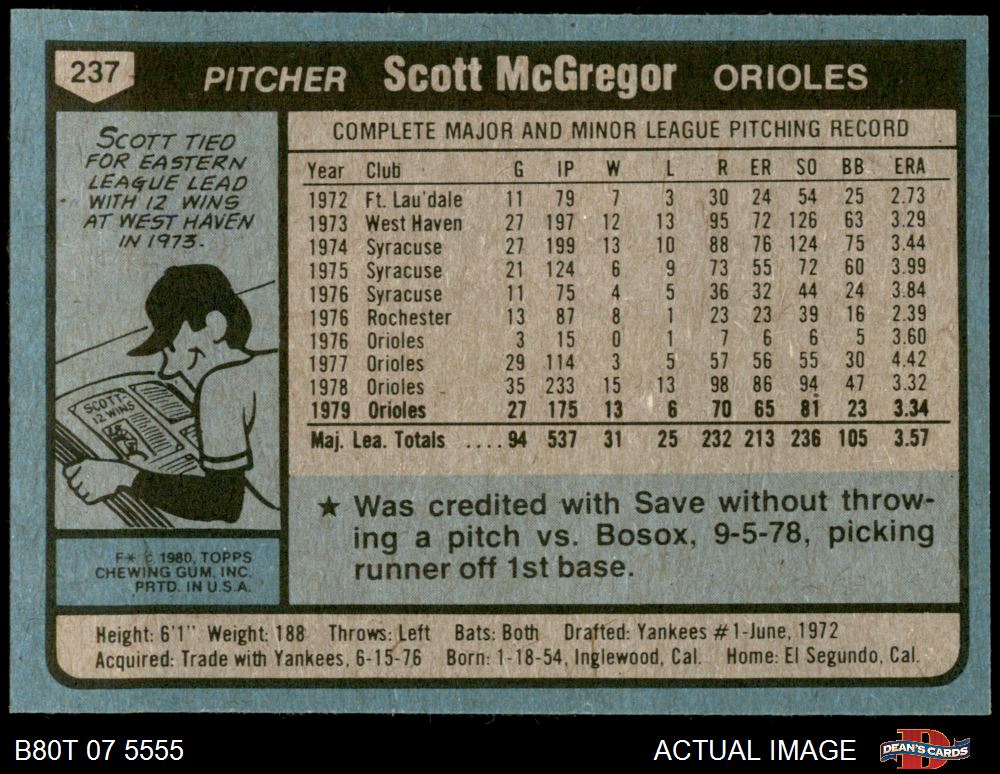 237 PITCHER Scott McGregor ORIOLES
SCOTT TIED
FOR EASTERN
LEAGUE LEAD
WITH 12 WINS
AT WEST HAVEN
IN 1973.
SCOTT-
12 WINS
F* © 1980, TOPPS
CHEWING GUM, INC.
PRTD. IN U.S.A.
COMPLETE MAJOR AND MINOR LEAGUE PITCHING RECORD
Year Club G IP W L R ER SO BB ERA
1972 Ft. Lau'dale 11 79 7 3 30 24 54 25 2.73
1973 West Haven 27 197 12 13 95 72 126 63 3.29
1974 Syracuse 27 199 13 10 88 76 124 75 3.44
1975 Syracuse 21 124 6 9 73 55 72 60 3.99
1976 Syracuse 11 75 4 5 36 32 44 24 3.84
1976 Rochester 13 87 8 1 23 23 39 16 2.39
1976 Orioles 3 15 0 1 7 6 6 5 3.60
1977 Orioles 29 114 3 5 57 56 55 30 4.42
1978 Orioles 35 233 15 13 98 86 94 47 3.32
1979 Orioles 27 175 13 6 70 65 81 23 3.34
Maj. Lea. Totals ....94 537 31 25 232 213 236 105 3.57
★ Was credited with Save without throw-
ing a pitch vs. Bosox, 9-5-78, picking
runner off 1st base.
Height: 6'1" Weight: 188 Throws: Left Bats: Both Drafted: Yankees #1-June, 1972
Acquired: Trade with Yankees, 6-15-76 Born: 1-18-54, Inglewood, Cal. Home: El Segundo, Cal.
B80T 07 5555 ACTUAL IMAGE DEAN'S CARDS